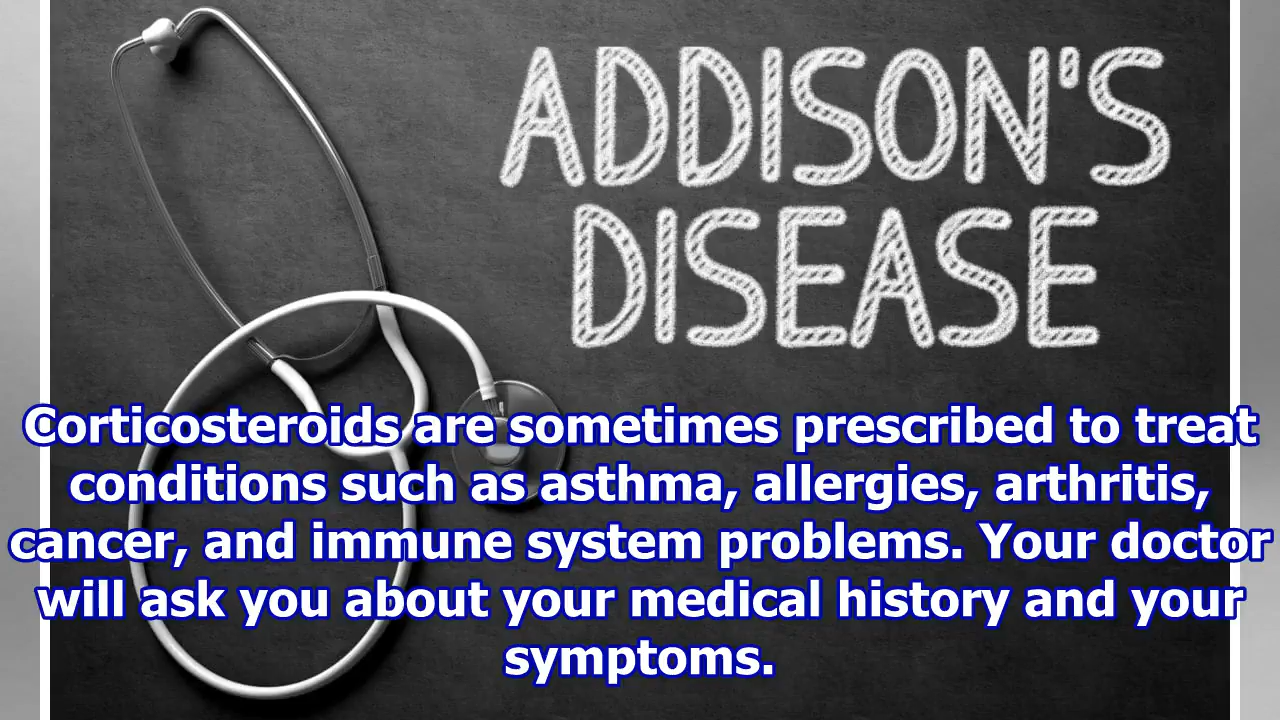 ADDISON'S
DISEASE
Corticosteroids are sometimes prescribed to treat
conditions such as asthma, allergies, arthritis,
cancer, and immune system problems. Your doctor
will ask you about your medical history and your
symptoms.